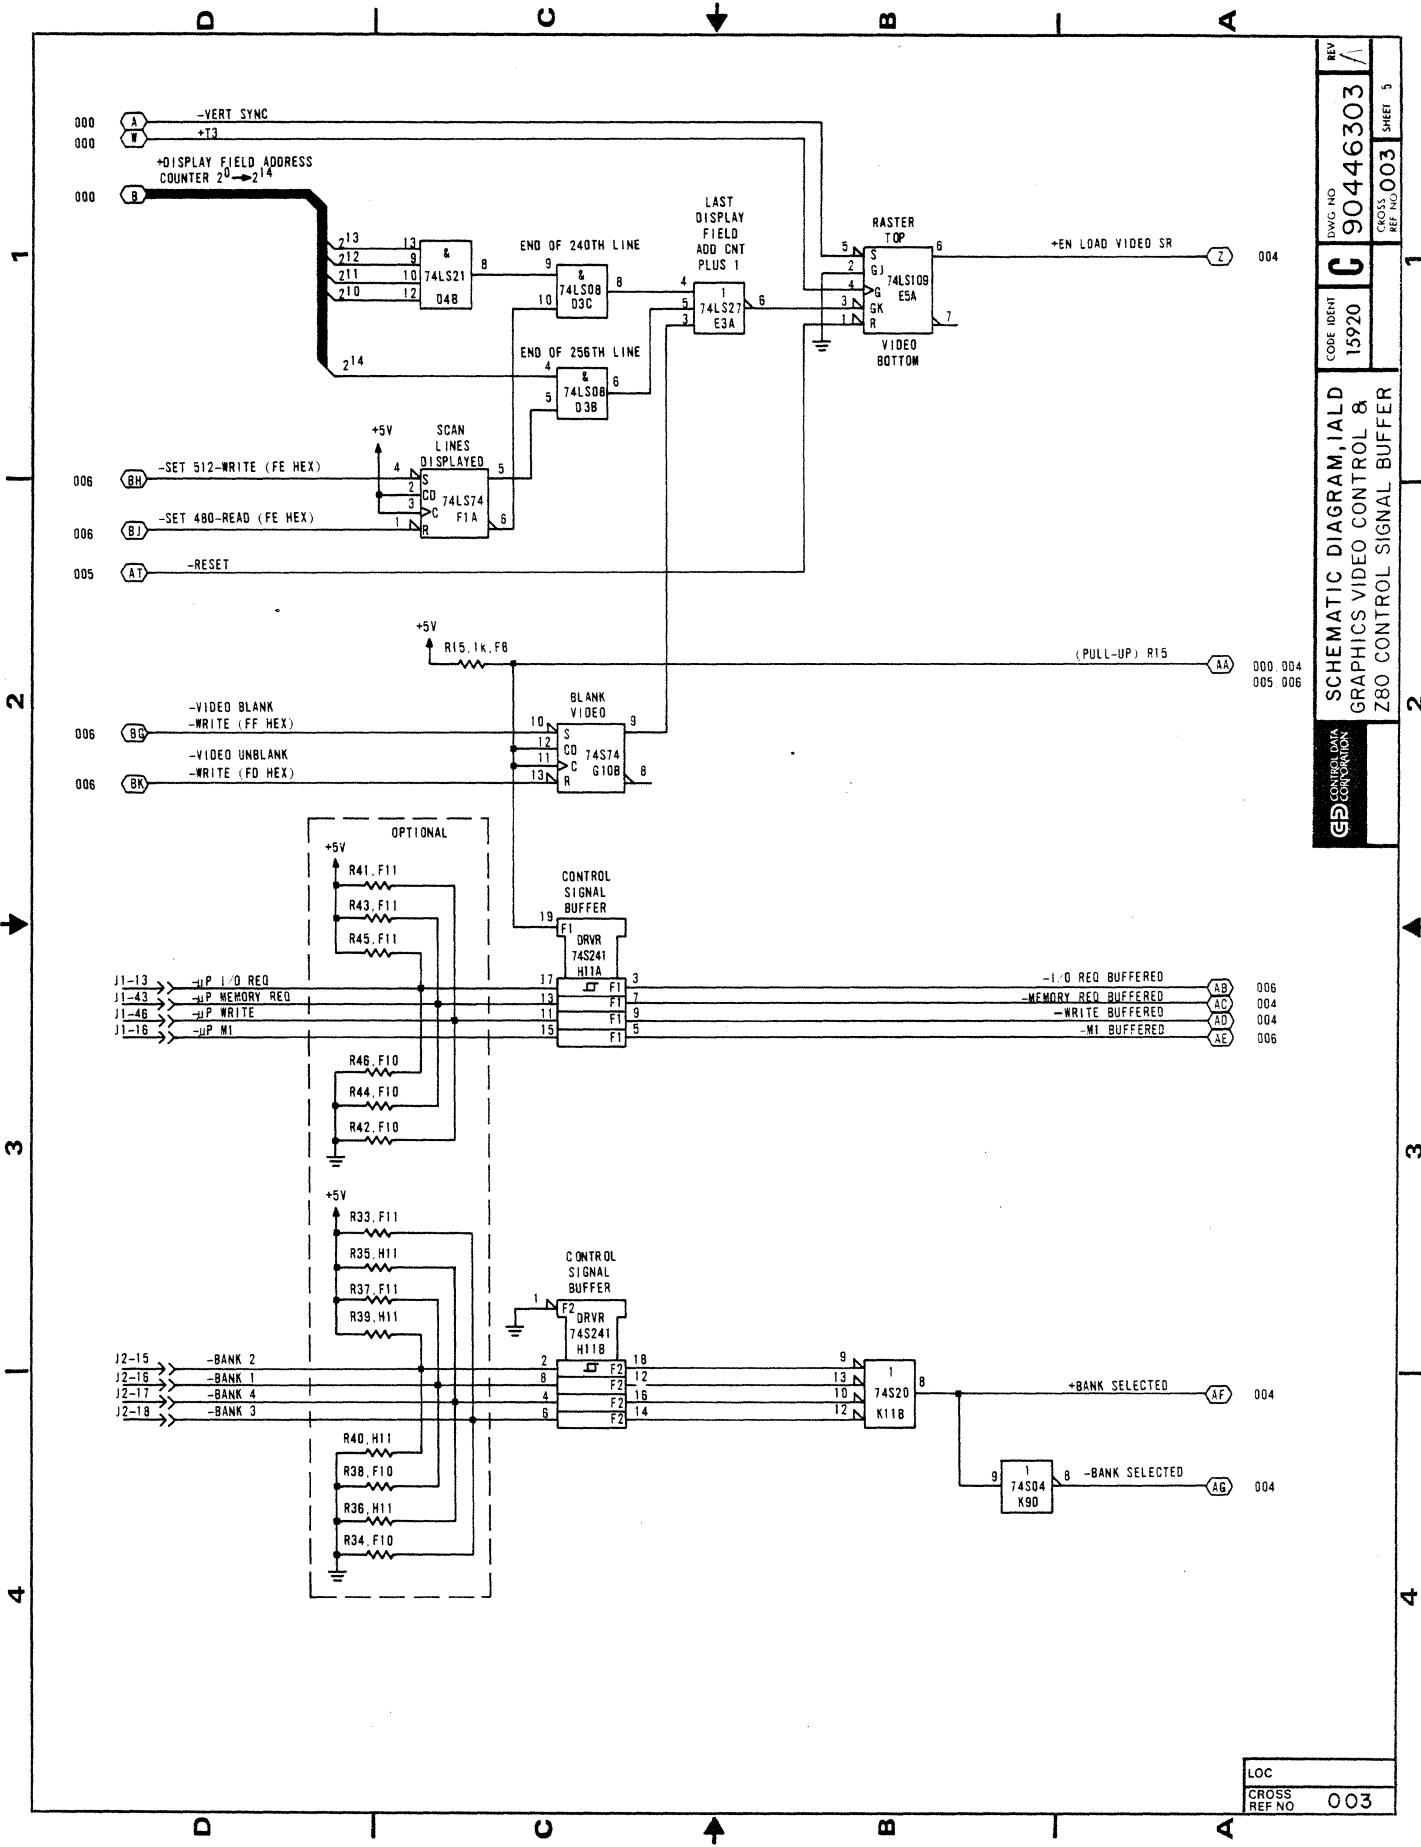 D
C
B
A
000
A
-VERT SYNC
000
W
+T3
+DISPLAY FIELD ADDRESS
COUNTER 2⁰→2¹⁴
000
B
1
1
2¹³ 13
2¹² 9
2¹¹ 10
2¹⁰ 12
&
74LS21
D4B
8
END OF 240TH LINE
9
10
&
74LS08
D3C
8
LAST
DISPLAY
FIELD
ADD CNT
PLUS 1
4
5
3
1
74LS27
E3A
6
RASTER
TOP
5 S
2 GJ
4 G
3 GK
1 R
74LS109
E5A
6
7
VIDEO
BOTTOM
+EN LOAD VIDEO SR
Z
004
2¹⁴
END OF 256TH LINE
4
5
&
74LS08
D3B
6
+5V
SCAN
LINES
DISPLAYED
006
BH
-SET 512-WRITE (FE HEX)
4 S
2 CD
3 C
1 R
74LS74
F1A
5
6
006
BJ
-SET 480-READ (FE HEX)
005
AT
-RESET
+5V
R15,1K,F8
(PULL-UP) R15
AA
000.004
005.006
2
2
-VIDEO BLANK
006
BG
-WRITE (FF HEX)
-VIDEO UNBLANK
006
BK
-WRITE (FD HEX)
BLANK
VIDEO
10 S
12 CD
11 C
13 R
74S74
G10B
9
8
OPTIONAL
+5V
R41,F11
R43,F11
R45,F11
CONTROL
SIGNAL
BUFFER
19 F1
DRVR
74S241
H11A
J1-13 -µP I/O REQ 17 F1 3 -I/O REQ BUFFERED AB 006
J1-43 -µP MEMORY REQ 13 F1 7 -MEMORY REQ BUFFERED AC 004
J1-46 -µP WRITE 11 F1 9 -WRITE BUFFERED AD 004
J1-16 -µP M1 15 F1 5 -M1 BUFFERED AE 006
R46,F10
R44,F10
R42,F10
3
3
+5V
R33,F11
R35,H11
R37,F11
R39,H11
CONTROL
SIGNAL
BUFFER
1 F2
DRVR
74S241
H11B
J2-15 -BANK 2 2 F2 18 9
J2-16 -BANK 1 8 F2 12 13
J2-17 -BANK 4 4 F2 16 10
J2-18 -BANK 3 6 F2 14 12
1
74S20
K11B
8
+BANK SELECTED
AF
004
R40,H11
R38,F10
R36,H11
R34,F10
9
1
74S04
K9D
8
-BANK SELECTED
AG
004
4
4
D
C
B
A
LOC
CROSS
REF NO 003
CONTROL DATA
CORPORATION
SCHEMATIC DIAGRAM,IALD
GRAPHICS VIDEO CONTROL &
Z80 CONTROL SIGNAL BUFFER
CODE IDENT
15920
C
DWG NO
90446303
REV
CROSS
REF NO 003
SHEET 5